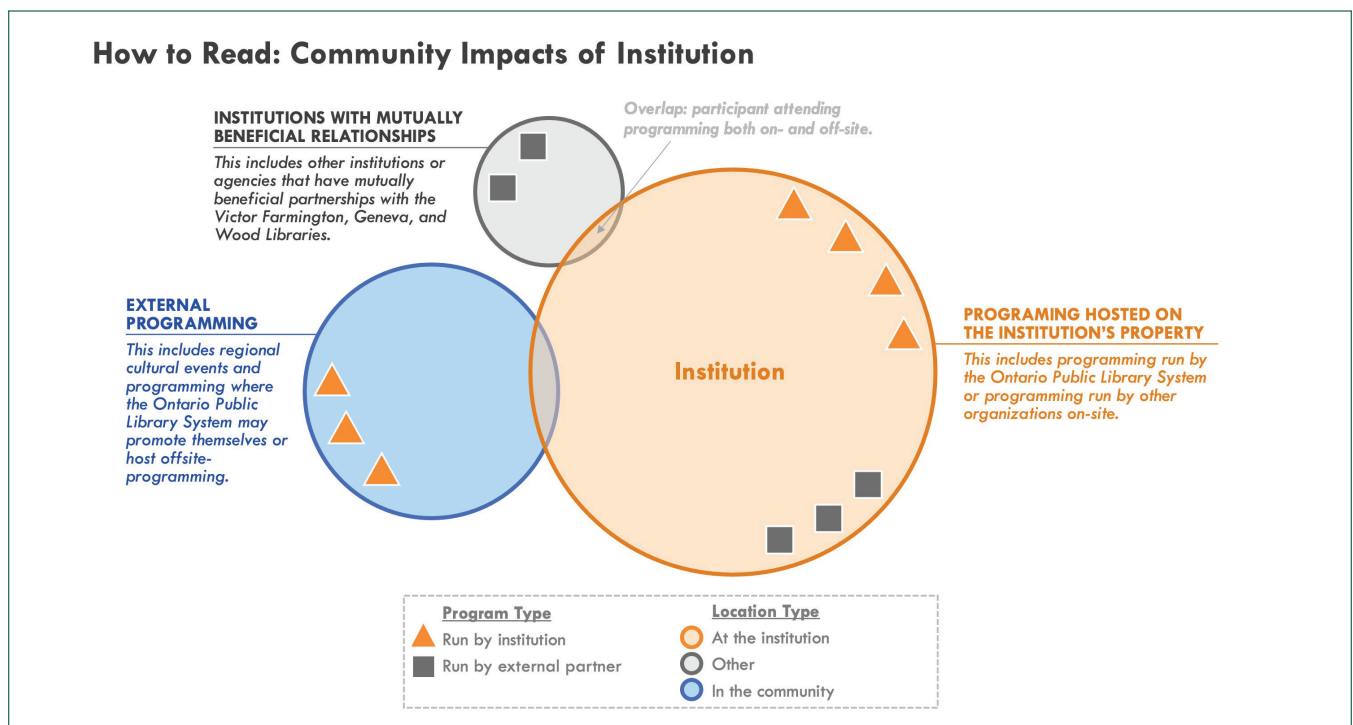 How to Read: Community Impacts of Institution
INSTITUTIONS WITH MUTUALLY
BENEFICIAL RELATIONSHIPS
This includes other institutions or
agencies that have mutually
beneficial partnerships with the
Victor Farmington, Geneva, and
Wood Libraries.
Overlap: participant attending
programming both on- and off-site.
EXTERNAL
PROGRAMMING
This includes regional
cultural events and
programming where
the Ontario Public
Library System may
promote themselves or
host offsite-
programming.
Institution
PROGRAMING HOSTED ON
THE INSTITUTION'S PROPERTY
This includes programming run by
the Ontario Public Library System
or programming run by other
organizations on-site.
Program Type
Run by institution
Run by external partner
Location Type
At the institution
Other
In the community